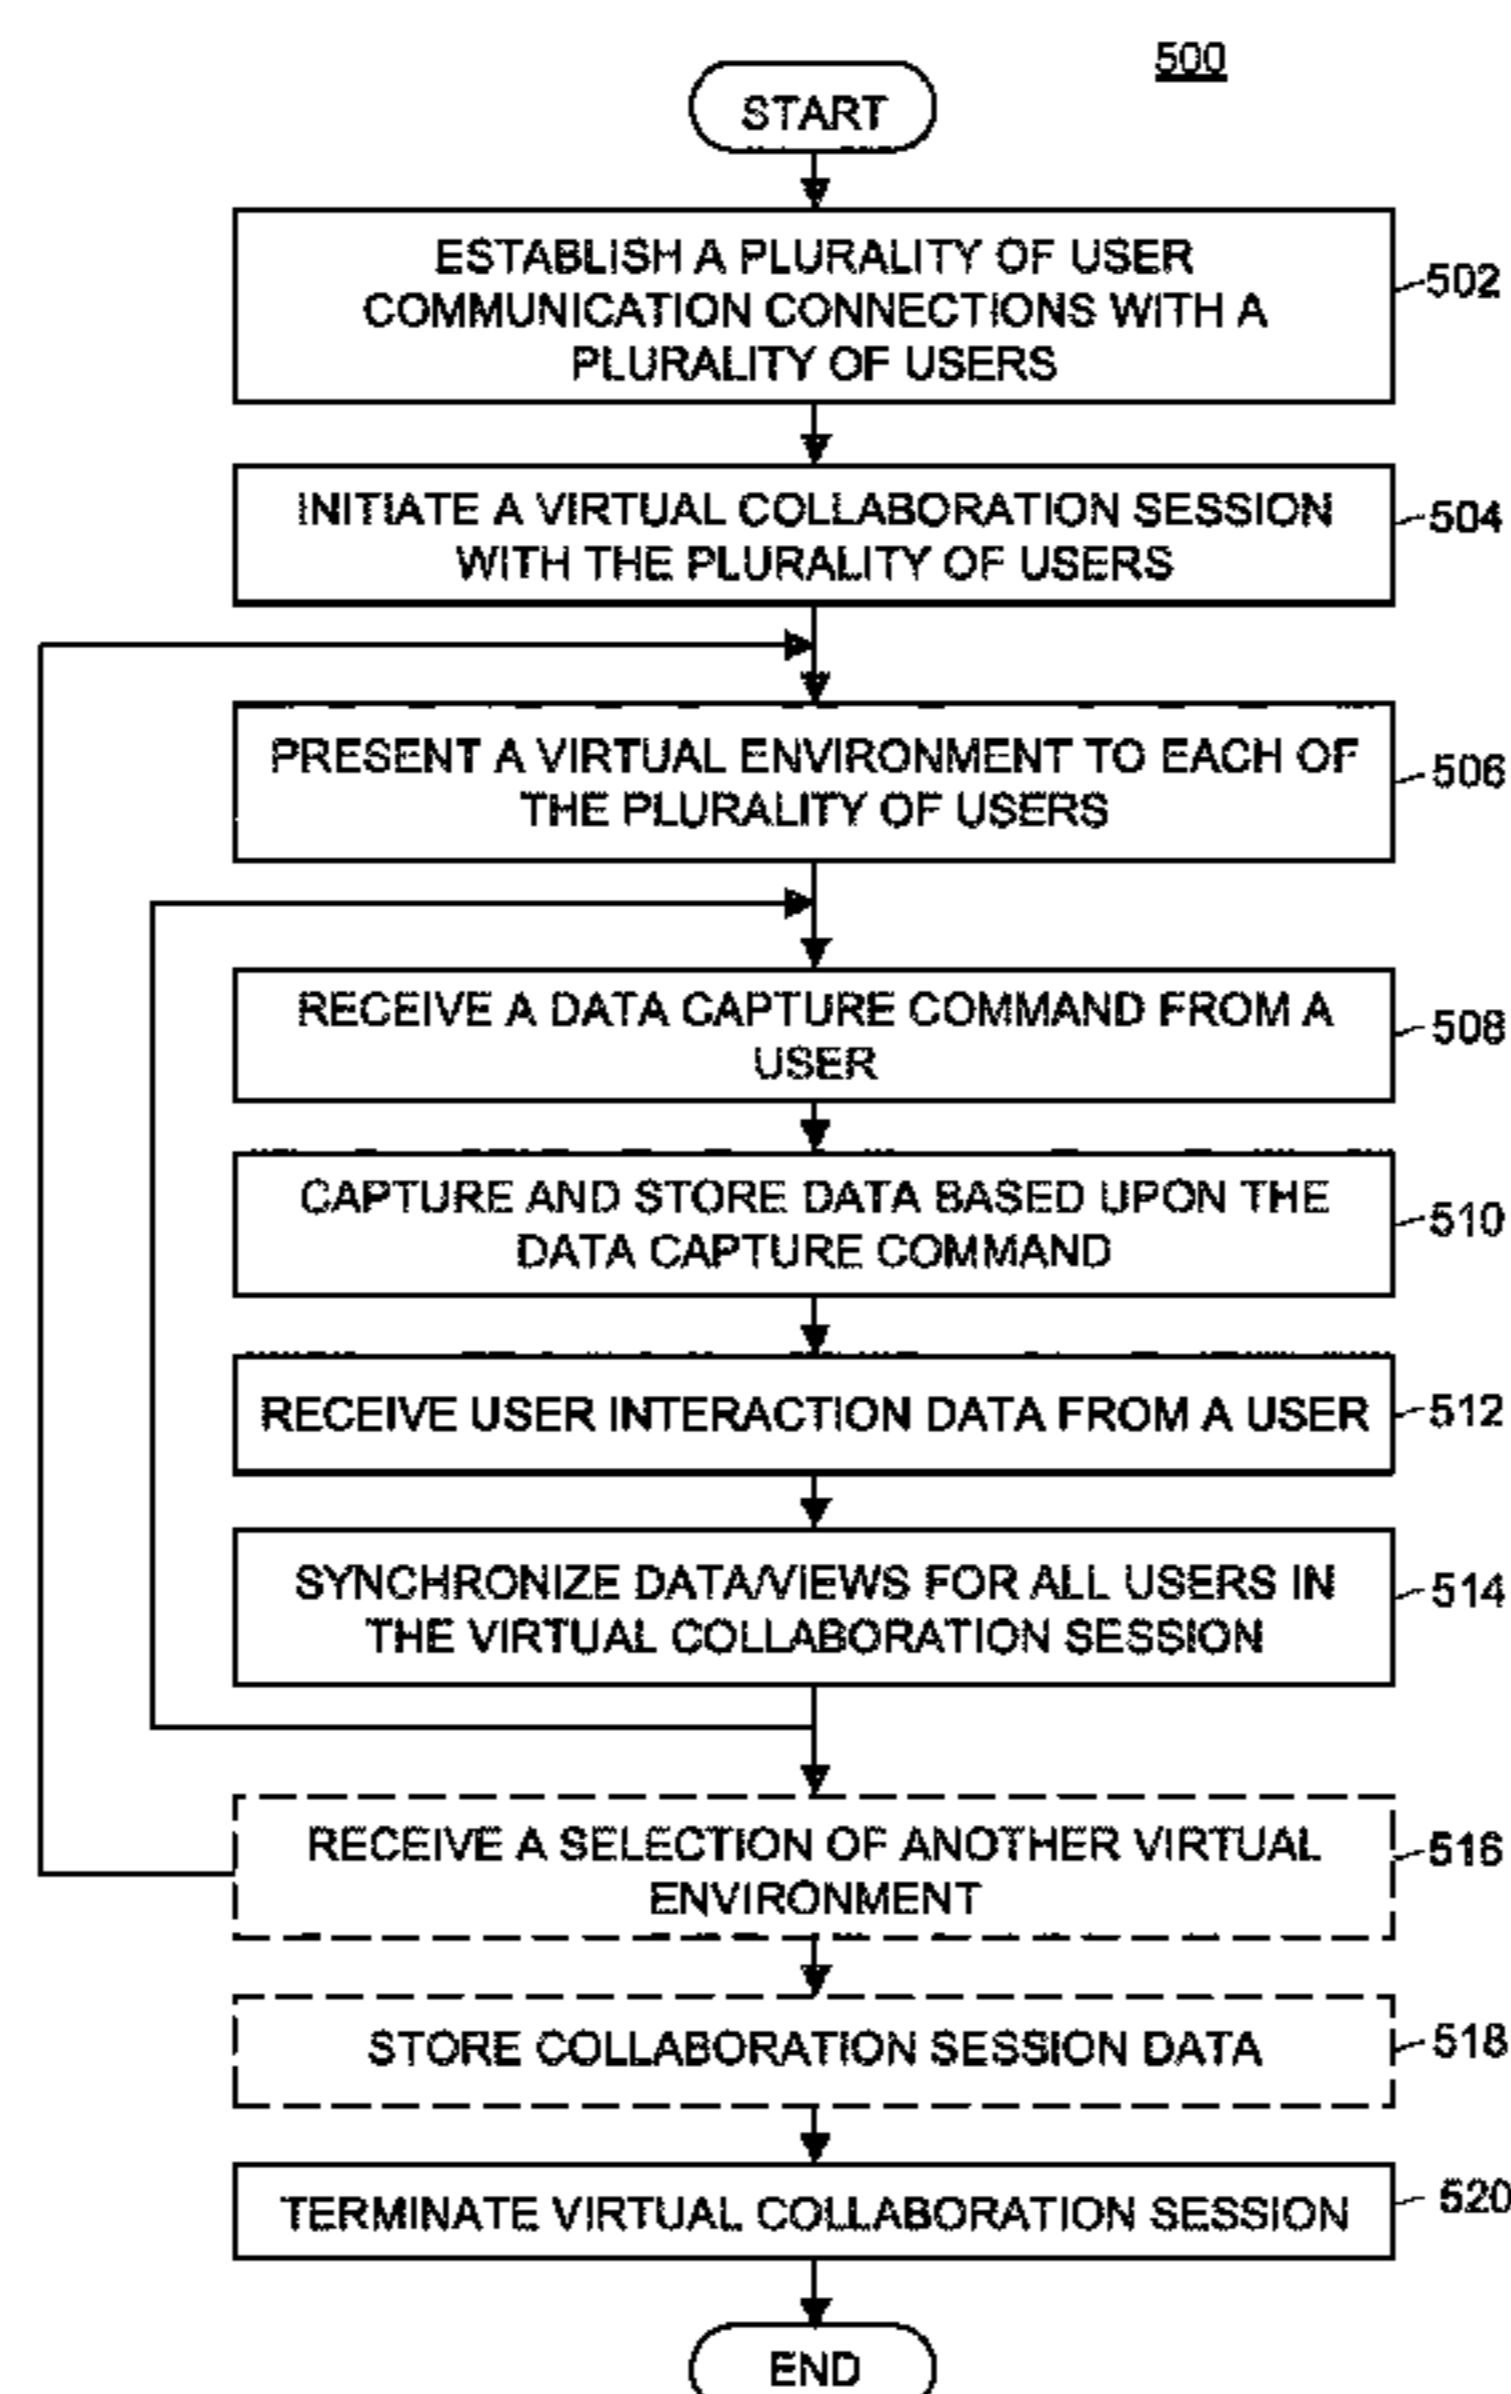 500
START
ESTABLISH A PLURALITY OF USER
COMMUNICATION CONNECTIONS WITH A
PLURALITY OF USERS
502
INITIATE A VIRTUAL COLLABORATION SESSION
WITH THE PLURALITY OF USERS
504
PRESENT A VIRTUAL ENVIRONMENT TO EACH OF
THE PLURALITY OF USERS
506
RECEIVE A DATA CAPTURE COMMAND FROM A
USER
508
CAPTURE AND STORE DATA BASED UPON THE
DATA CAPTURE COMMAND
510
RECEIVE USER INTERACTION DATA FROM A USER
512
SYNCHRONIZE DATA/VIEWS FOR ALL USERS IN
THE VIRTUAL COLLABORATION SESSION
514
RECEIVE A SELECTION OF ANOTHER VIRTUAL
ENVIRONMENT
516
STORE COLLABORATION SESSION DATA
518
TERMINATE VIRTUAL COLLABORATION SESSION
520
END